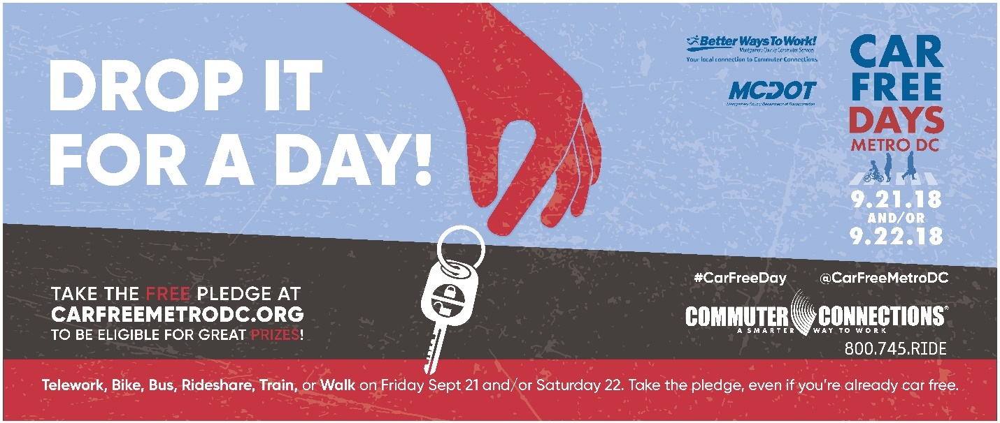 DROP IT
FOR A DAY!
Better Ways To Work!
Montgomery County Commuter Services
Your local connection to Commuter Connections
MCDOT
Montgomery County Department of Transportation
CAR
FREE
DAYS
METRO DC
9.21.18
AND/OR
9.22.18
TAKE THE FREE PLEDGE AT
CARFREEMETRODC.ORG
TO BE ELIGIBLE FOR GREAT PRIZES!
#CarFreeDay @CarFreeMetroDC
COMMUTER CONNECTIONS®
A SMARTER WAY TO WORK
800.745.RIDE
Telework, Bike, Bus, Rideshare, Train, or Walk on Friday Sept 21 and/or Saturday 22. Take the pledge, even if you're already car free.